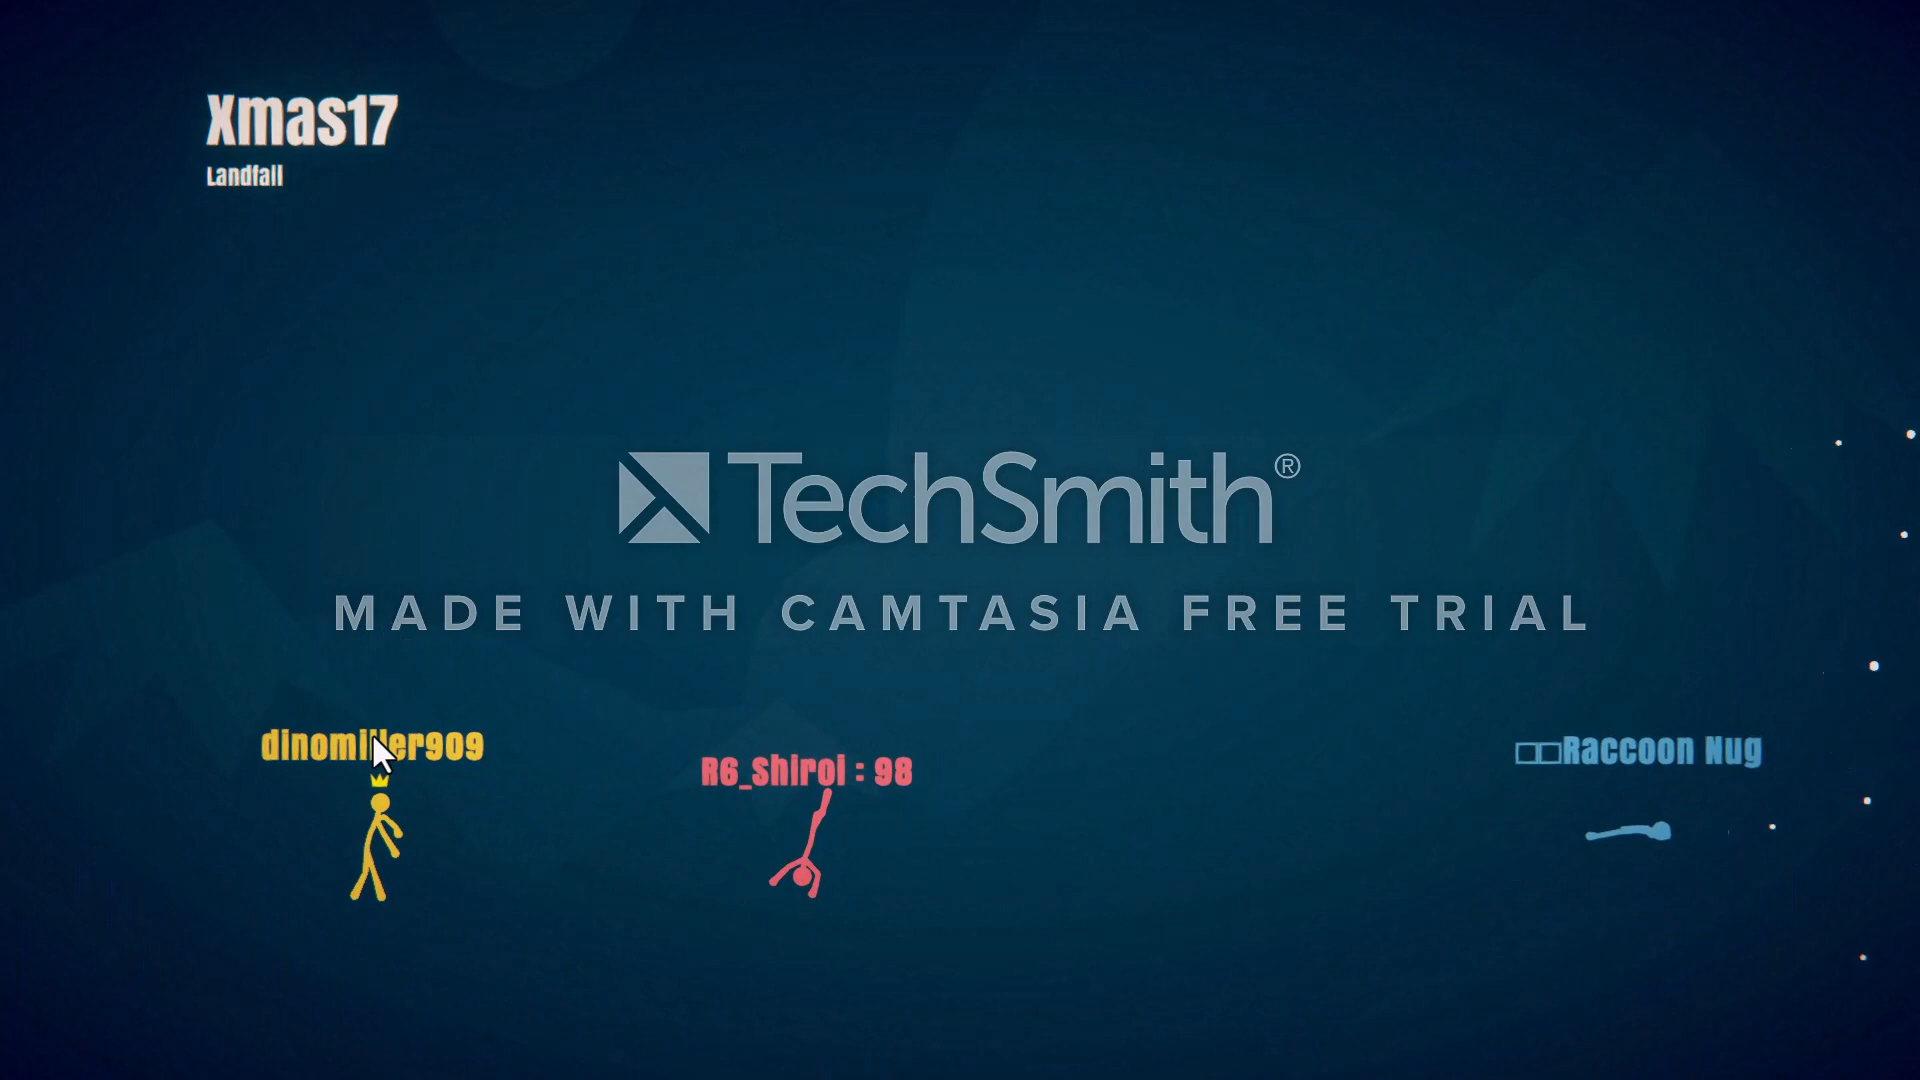 Xmas17
Landfall
TechSmith®
MADE WITH CAMTASIA FREE TRIAL
dinomiller909
R6_Shiroi : 98
□□Raccoon Nug